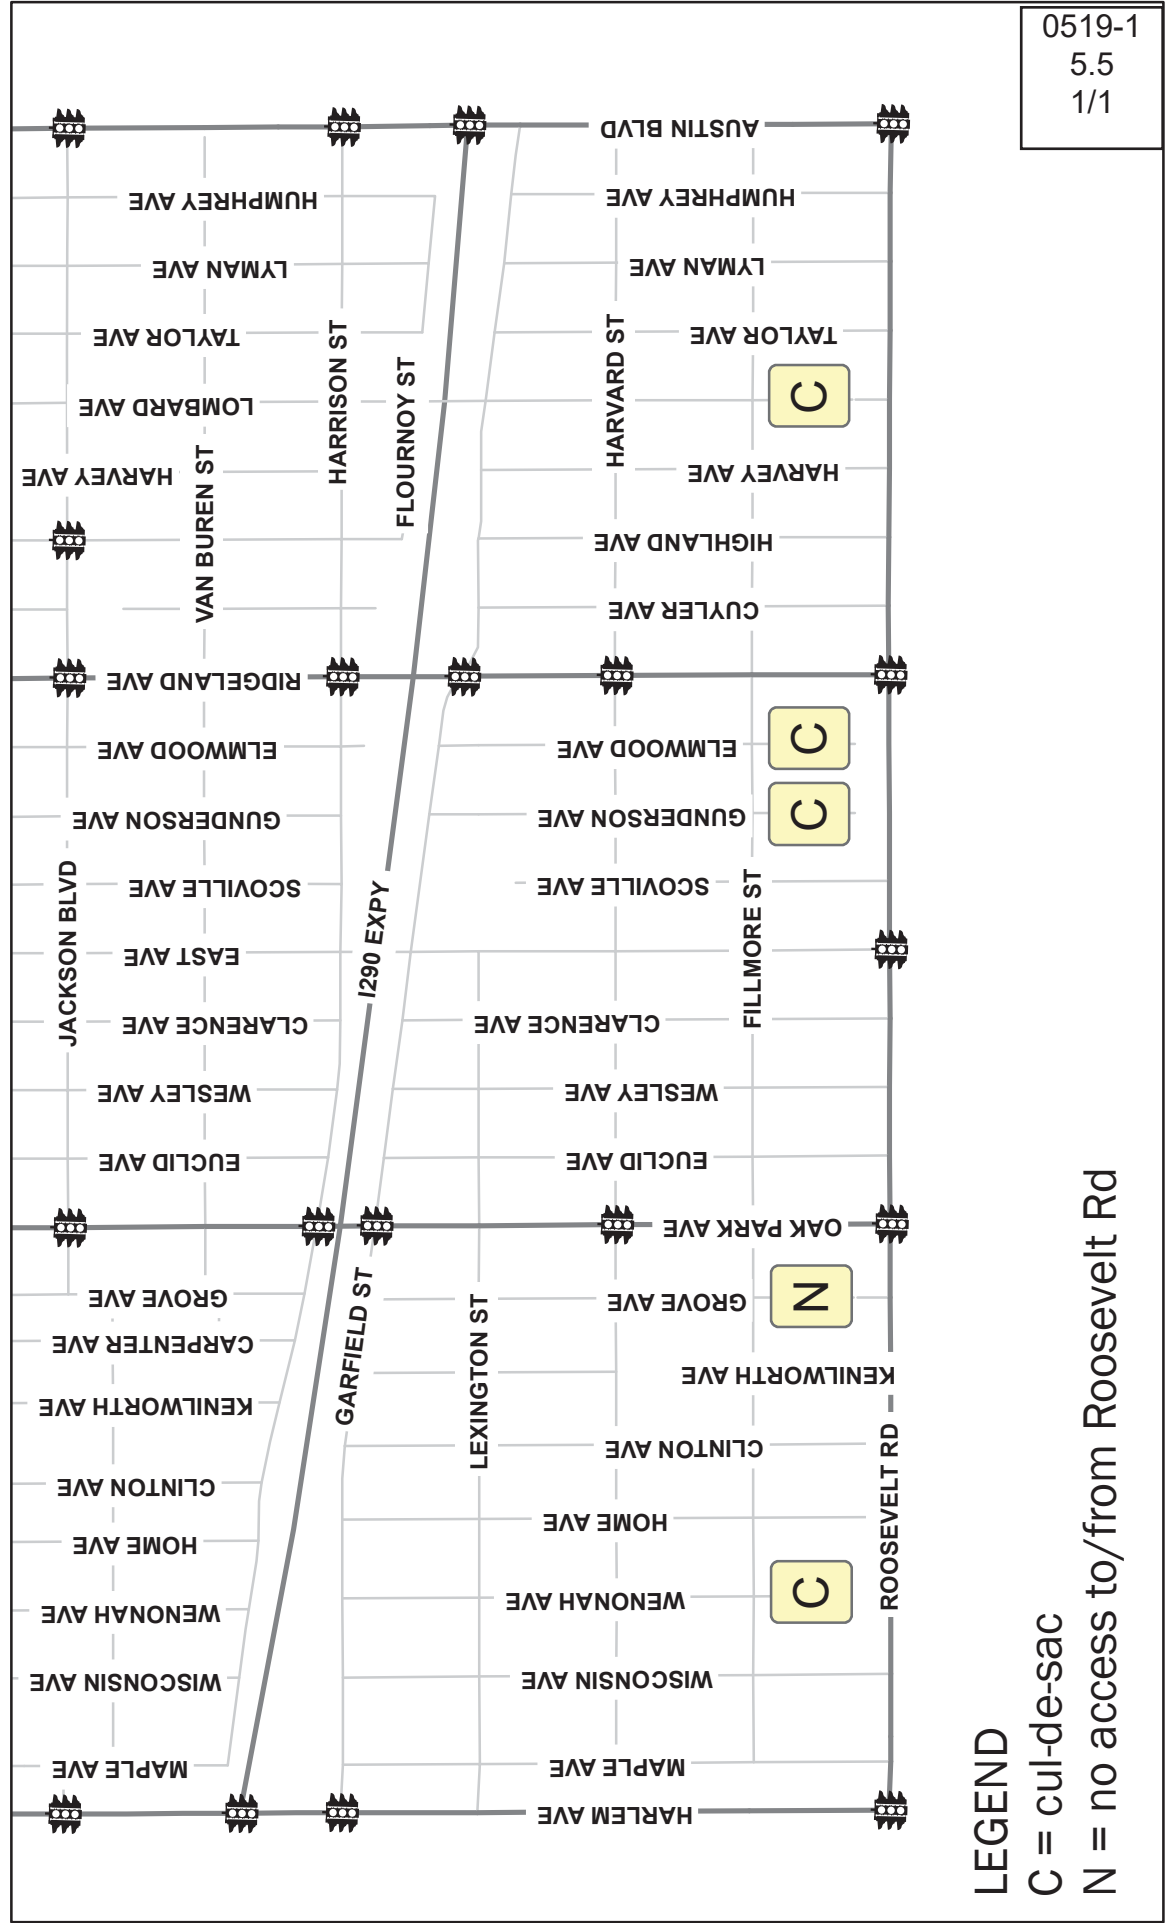 0519-1
5.5
1/1
AUSTIN BLVD
HUMPHREY AVE
HUMPHREY AVE
LYMAN AVE
LYMAN AVE
TAYLOR AVE
TAYLOR AVE
LOMBARD AVE
C
HARVEY AVE
HARVEY AVE
HIGHLAND AVE
CUYLER AVE
RIDGELAND AVE
ELMWOOD AVE
ELMWOOD AVE
C
GUNDERSON AVE
GUNDERSON AVE
C
SCOVILLE AVE
SCOVILLE AVE
EAST AVE
CLARENCE AVE
CLARENCE AVE
WESLEY AVE
WESLEY AVE
EUCLID AVE
EUCLID AVE
OAK PARK AVE
GROVE AVE
GROVE AVE
N
CARPENTER AVE
KENILWORTH AVE
KENILWORTH AVE
CLINTON AVE
CLINTON AVE
HOME AVE
HOME AVE
WENONAH AVE
WENONAH AVE
C
WISCONSIN AVE
WISCONSIN AVE
MAPLE AVE
MAPLE AVE
HARLEM AVE
JACKSON BLVD
VAN BUREN ST
HARRISON ST
FLOURNOY ST
I290 EXPY
GARFIELD ST
LEXINGTON ST
HARVARD ST
FILLMORE ST
ROOSEVELT RD
LEGEND
C = cul-de-sac
N = no access to/from Roosevelt Rd